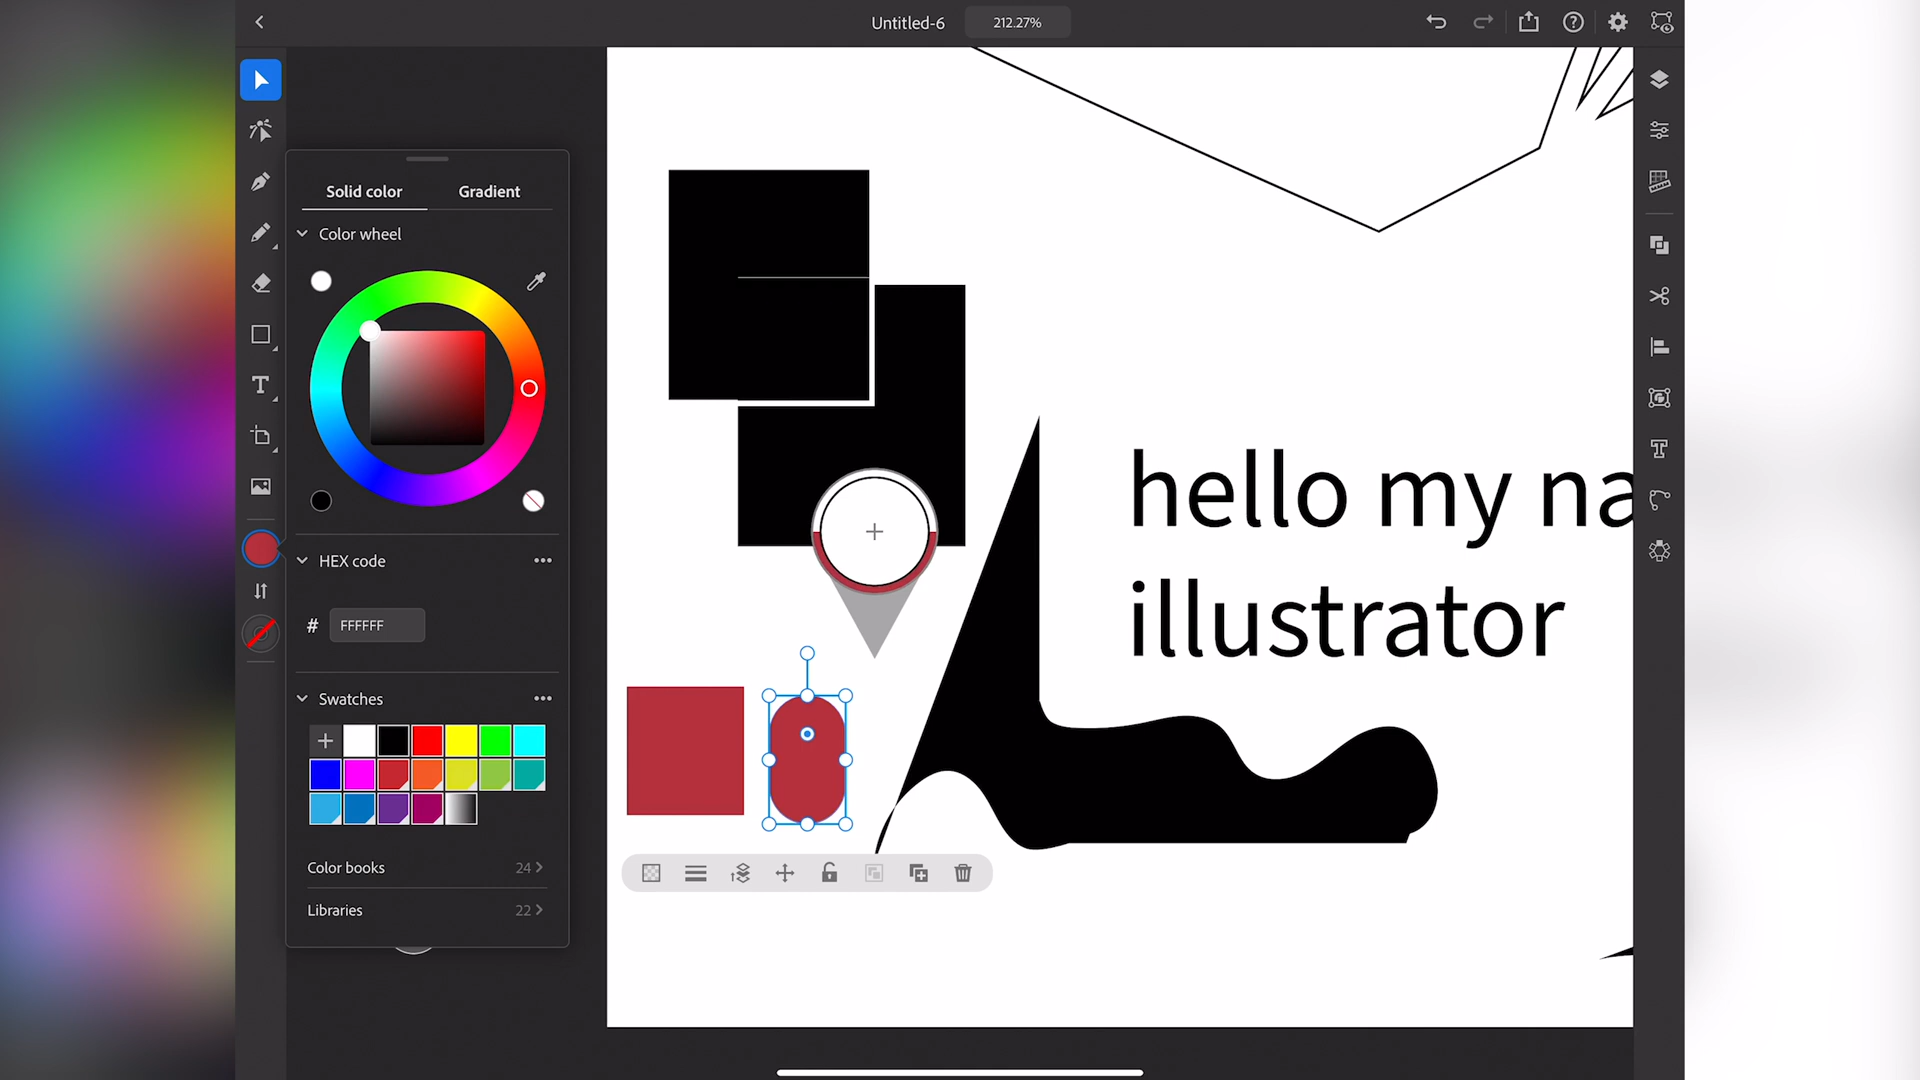 Untitled-6
212.27%
Solid color
Gradient
Color wheel
HEX code
# FFFFFF
Swatches
Color books
24
Libraries
22
hello my na
illustrator